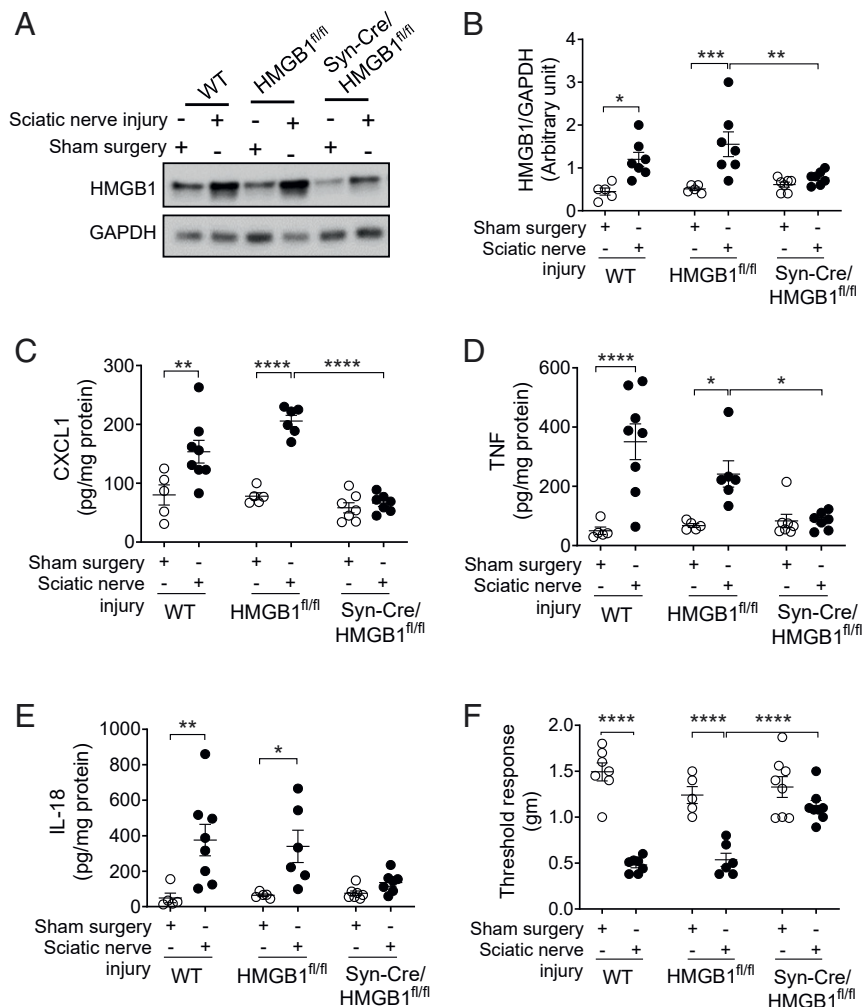 A
WT
HMGB1fl/fl
Syn-Cre/
HMGB1fl/fl
Sciatic nerve injury - + - + - +
Sham surgery + - + - + -
HMGB1
GAPDH
B
HMGB1/GAPDH
(Arbitrary unit)
4
3
2
1
0
* *** **
Sham surgery + - + - + -
Sciatic nerve - + - + - +
injury
WT HMGB1fl/fl Syn-Cre/
HMGB1fl/fl
C
CXCL1
(pg/mg protein)
300
200
100
0
** **** ****
Sham surgery + - + - + -
Sciatic nerve - + - + - +
injury
WT HMGB1fl/fl Syn-Cre/
HMGB1fl/fl
D
TNF
(pg/mg protein)
600
400
200
0
**** * *
Sham surgery + - + - + -
Sciatic nerve - + - + - +
injury
WT HMGB1fl/fl Syn-Cre/
HMGB1fl/fl
E
IL-18
(pg/mg protein)
1000
800
600
400
200
0
** *
Sham surgery + - + - + -
Sciatic nerve - + - + - +
injury
WT HMGB1fl/fl Syn-Cre/
HMGB1fl/fl
F
Threshold response
(gm)
2.0
1.5
1.0
0.5
0.0
**** **** ****
Sham surgery + - + - + -
Sciatic nerve - + - + - +
injury
WT HMGB1fl/fl Syn-Cre/
HMGB1fl/fl